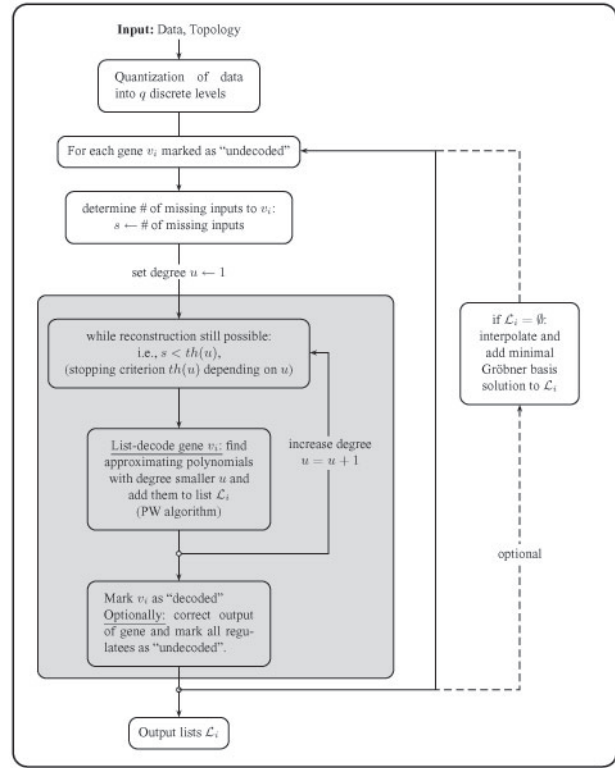 Input: Data, Topology
Quantization of data
into q discrete levels
For each gene v_i marked as “undecoded”
determine # of missing inputs to v_i:
s ← # of missing inputs
set degree u ← 1
while reconstruction still possible:
i.e., s < th(u),
(stopping criterion th(u) depending on u)
List-decode gene v_i: find
approximating polynomials
with degree smaller u and
add them to list ℒ_i
(PW algorithm)
increase degree
u = u + 1
Mark v_i as “decoded”
Optionally: correct output
of gene and mark all regu-
latees as “undecoded”.
Output lists ℒ_i
if ℒ_i = ∅:
interpolate and
add minimal
Gröbner basis
solution to ℒ_i
optional